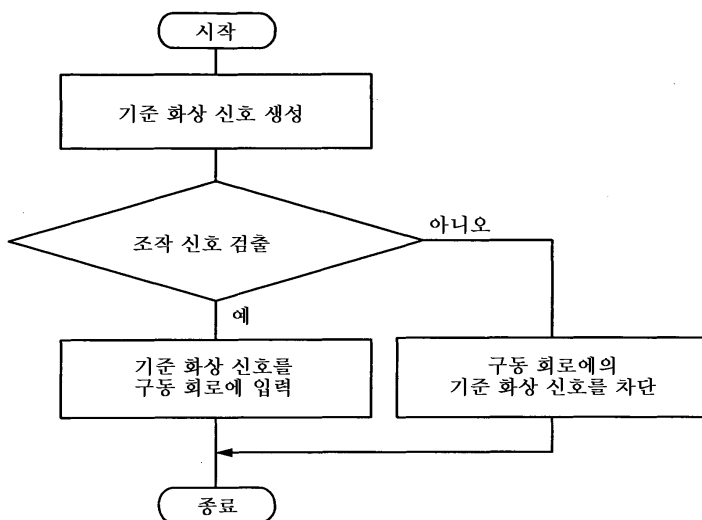 시작
기준 화상 신호 생성
조작 신호 검출
아니오
예
기준 화상 신호를
구동 회로에 입력
구동 회로에의
기준 화상 신호를 차단
종료